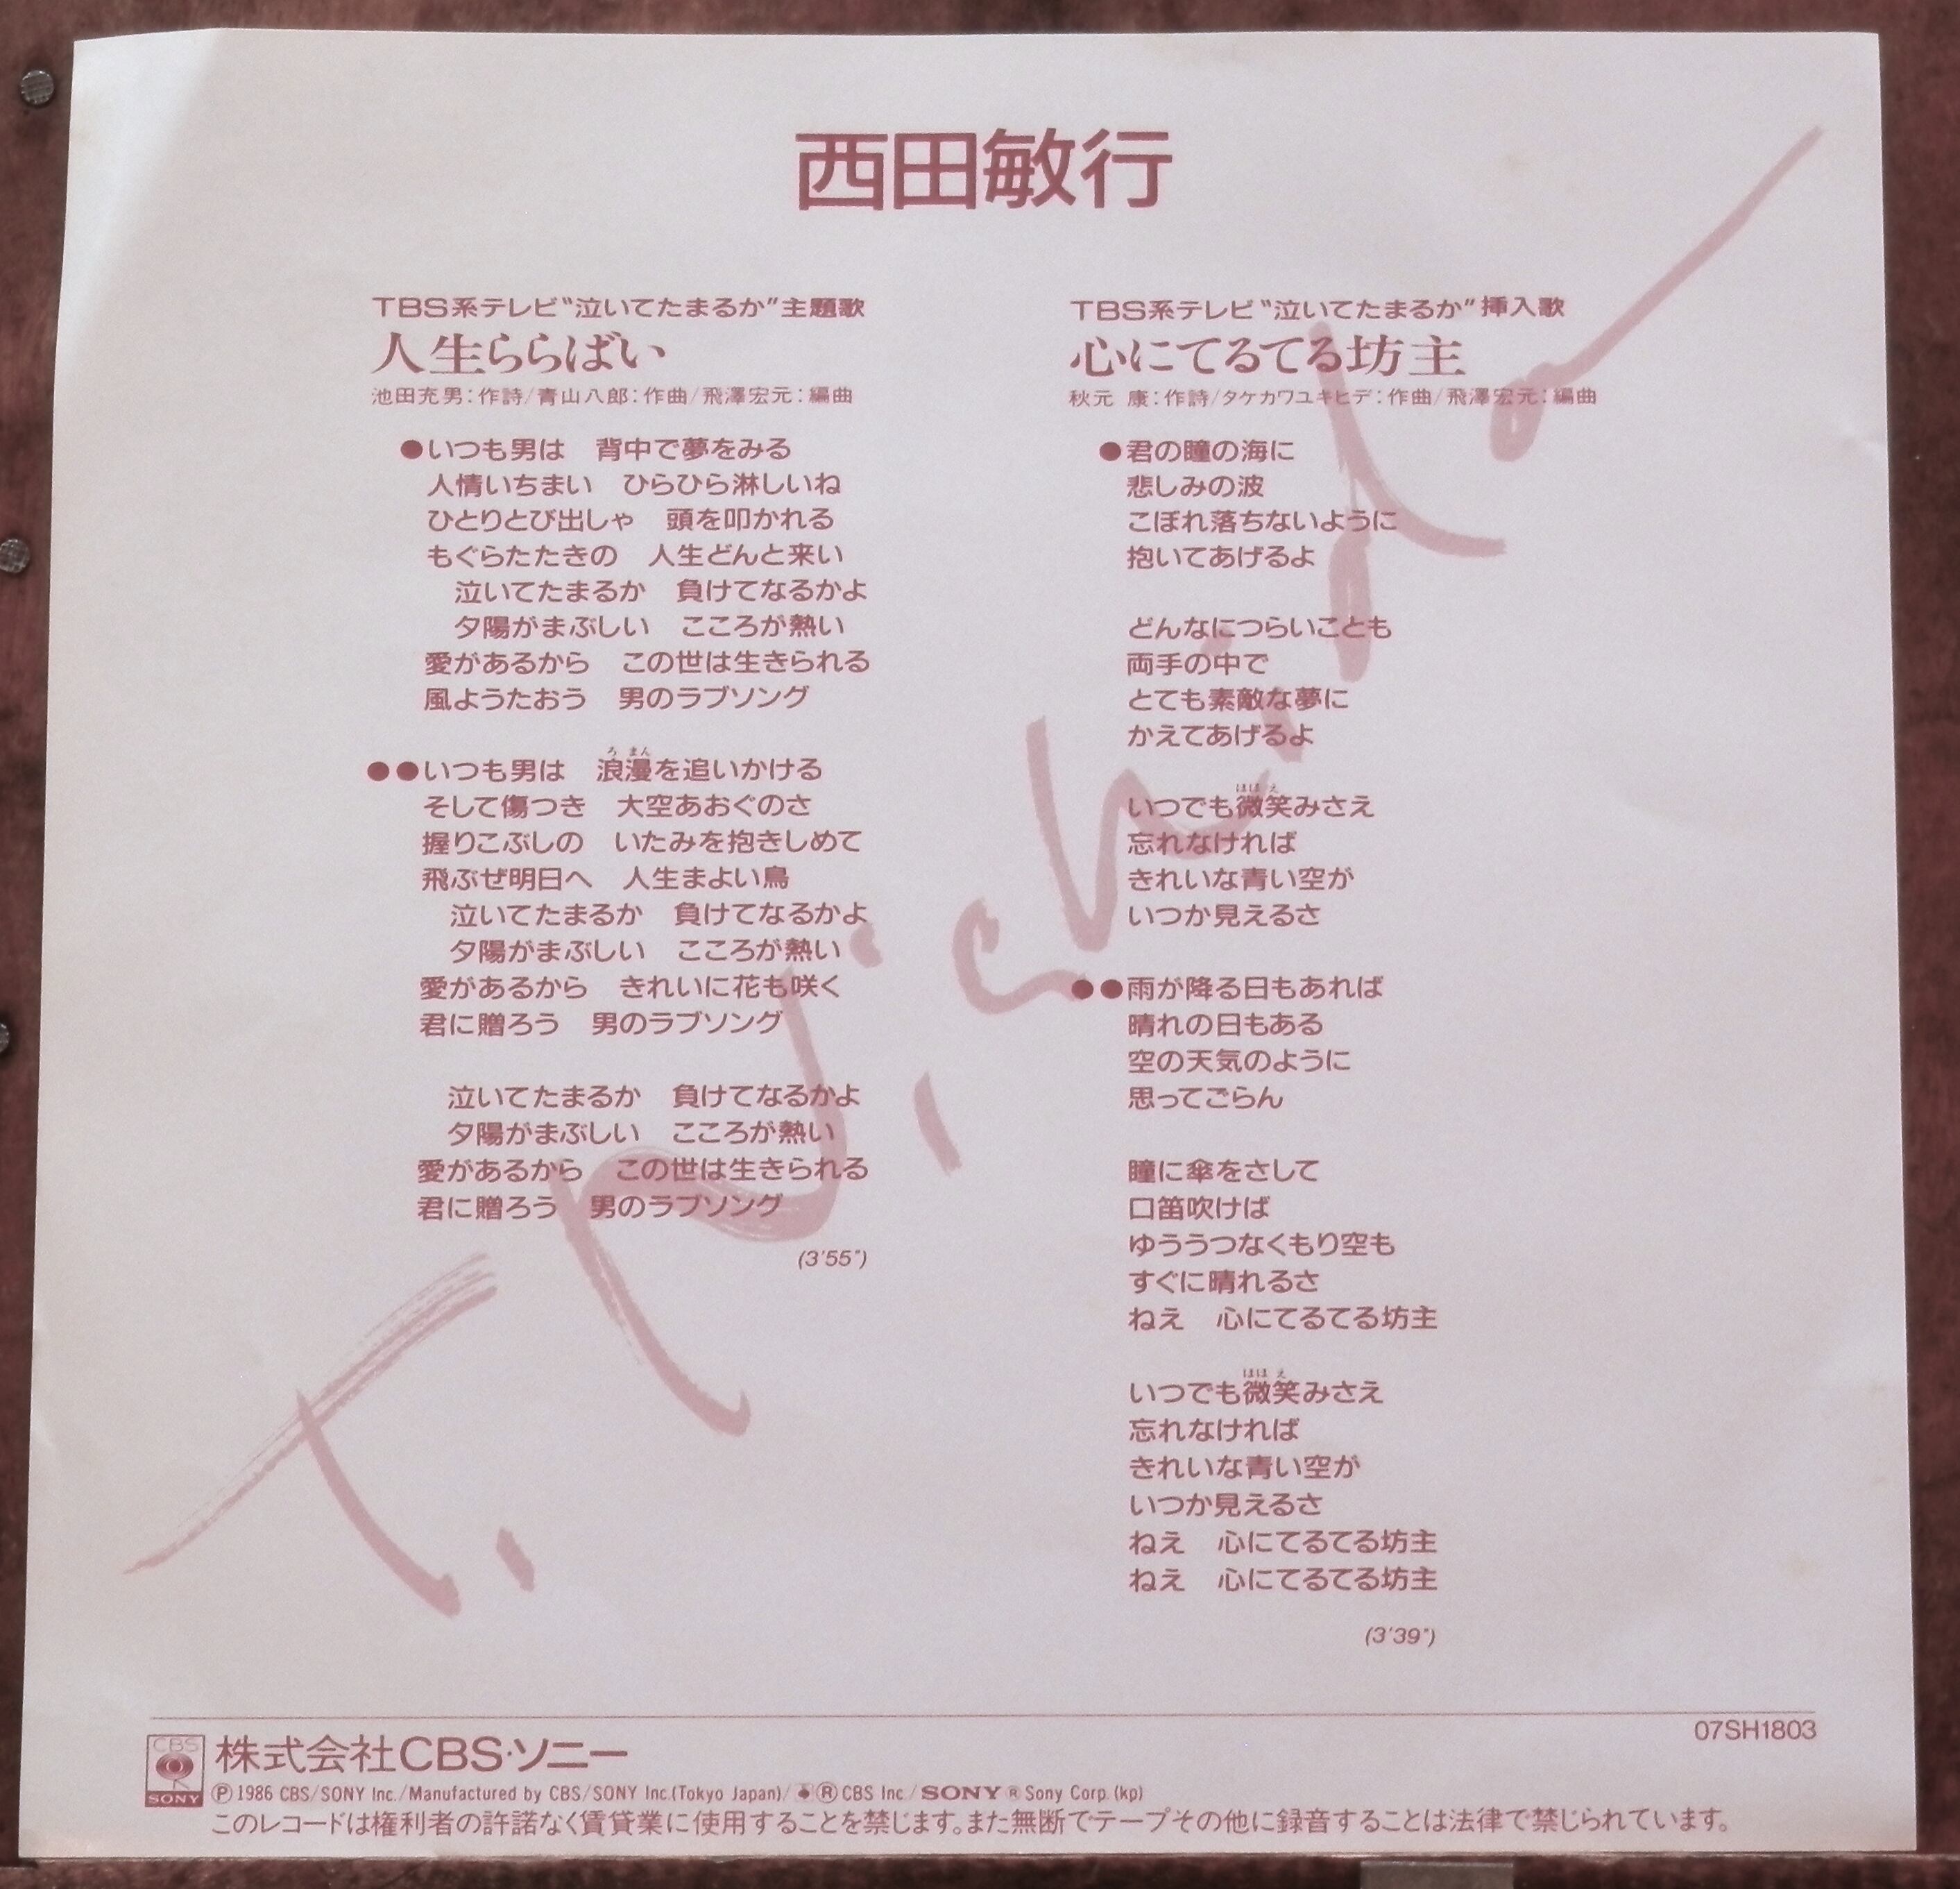 西田敏行
TBS系テレビ“泣いてたまるか”主題歌
人生ららばい
池田充男:作詩/青山八郎:作曲/飛澤宏元:編曲
●いつも男は　背中で夢をみる
人情いちまい　ひらひら淋しいね
ひとりとび出しゃ　頭を叩かれる
もぐらたたきの　人生どんと来い
泣いてたまるか　負けてなるかよ
夕陽がまぶしい　こころが熱い
愛があるから　この世は生きられる
風ようたおう　男のラブソング
●●いつも男は　浪漫を追いかける
ろまん
そして傷つき　大空あおぐのさ
握りこぶしの　いたみを抱きしめて
飛ぶぜ明日へ　人生まよい鳥
泣いてたまるか　負けてなるかよ
夕陽がまぶしい　こころが熱い
愛があるから　きれいに花も咲く
君に贈ろう　男のラブソング
泣いてたまるか　負けてなるかよ
夕陽がまぶしい　こころが熱い
愛があるから　この世は生きられる
君に贈ろう　男のラブソング
(3'55")
TBS系テレビ“泣いてたまるか”挿入歌
心にてるてる坊主
秋元 康:作詩/タケカワユキヒデ:作曲/飛澤宏元:編曲
●君の瞳の海に
悲しみの波
こぼれ落ちないように
抱いてあげるよ
どんなにつらいことも
両手の中で
とても素敵な夢に
かえてあげるよ
いつでも微笑みさえ
ほほえ
忘れなければ
きれいな青い空が
いつか見えるさ
●●雨が降る日もあれば
晴れの日もある
空の天気のように
思ってごらん
瞳に傘をさして
口笛吹けば
ゆううつなくもり空も
すぐに晴れるさ
ねえ　心にてるてる坊主
いつでも微笑みさえ
ほほえ
忘れなければ
きれいな青い空が
いつか見えるさ
ねえ　心にてるてる坊主
ねえ　心にてるてる坊主
(3'39")
T. Nishida
07SH1803
CBS
SONY
株式会社CBS・ソニー
Ⓟ1986 CBS/SONY Inc./Manufactured by CBS/SONY Inc.(Tokyo Japan)/®CBS Inc./SONY®Sony Corp.(kp)
このレコードは権利者の許諾なく賃貸業に使用することを禁じます。また無断でテープその他に録音することは法律で禁じられています。